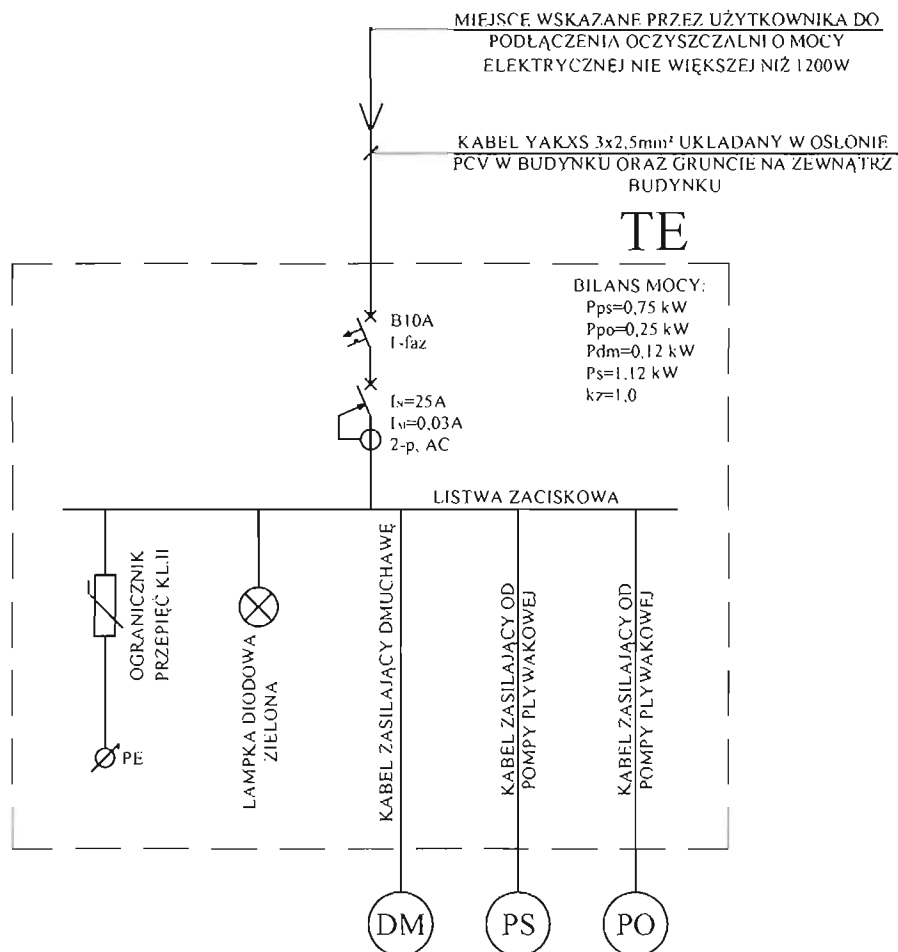 MIEJSCE WSKAZANE PRZEZ UŻYTKOWNIKA DO
PODŁĄCZENIA OCZYSZCZALNI O MOCY
ELEKTRYCZNEJ NIE WIĘKSZEJ NIŻ 1200W
KABEL YAKXS 3x2,5mm² UKŁADANY W OSŁONIE
PCV W BUDYNKU ORAZ GRUNCIE NA ZEWNĄTRZ
BUDYNKU
TE
BILANS MOCY:
Pps=0,75 kW
Ppo=0,25 kW
Pdm=0,12 kW
Ps=1,12 kW
kz=1,0
B10A
1-faz
IN=25A
=0,03A
2-p, AC
LISTWA ZACISKOWA
OGRANICZNIK
PRZEPIĘĆ KL.II
PE
LAMPKA DIODOWA
ZIELONA
KABEL ZASILAJĄCY DMUCHAWĘ
KABEL ZASILAJĄCY OD
POMPY PŁYWAKOWEJ
KABEL ZASILAJĄCY OD
POMPY PŁYWAKOWEJ
DM
PS
PO